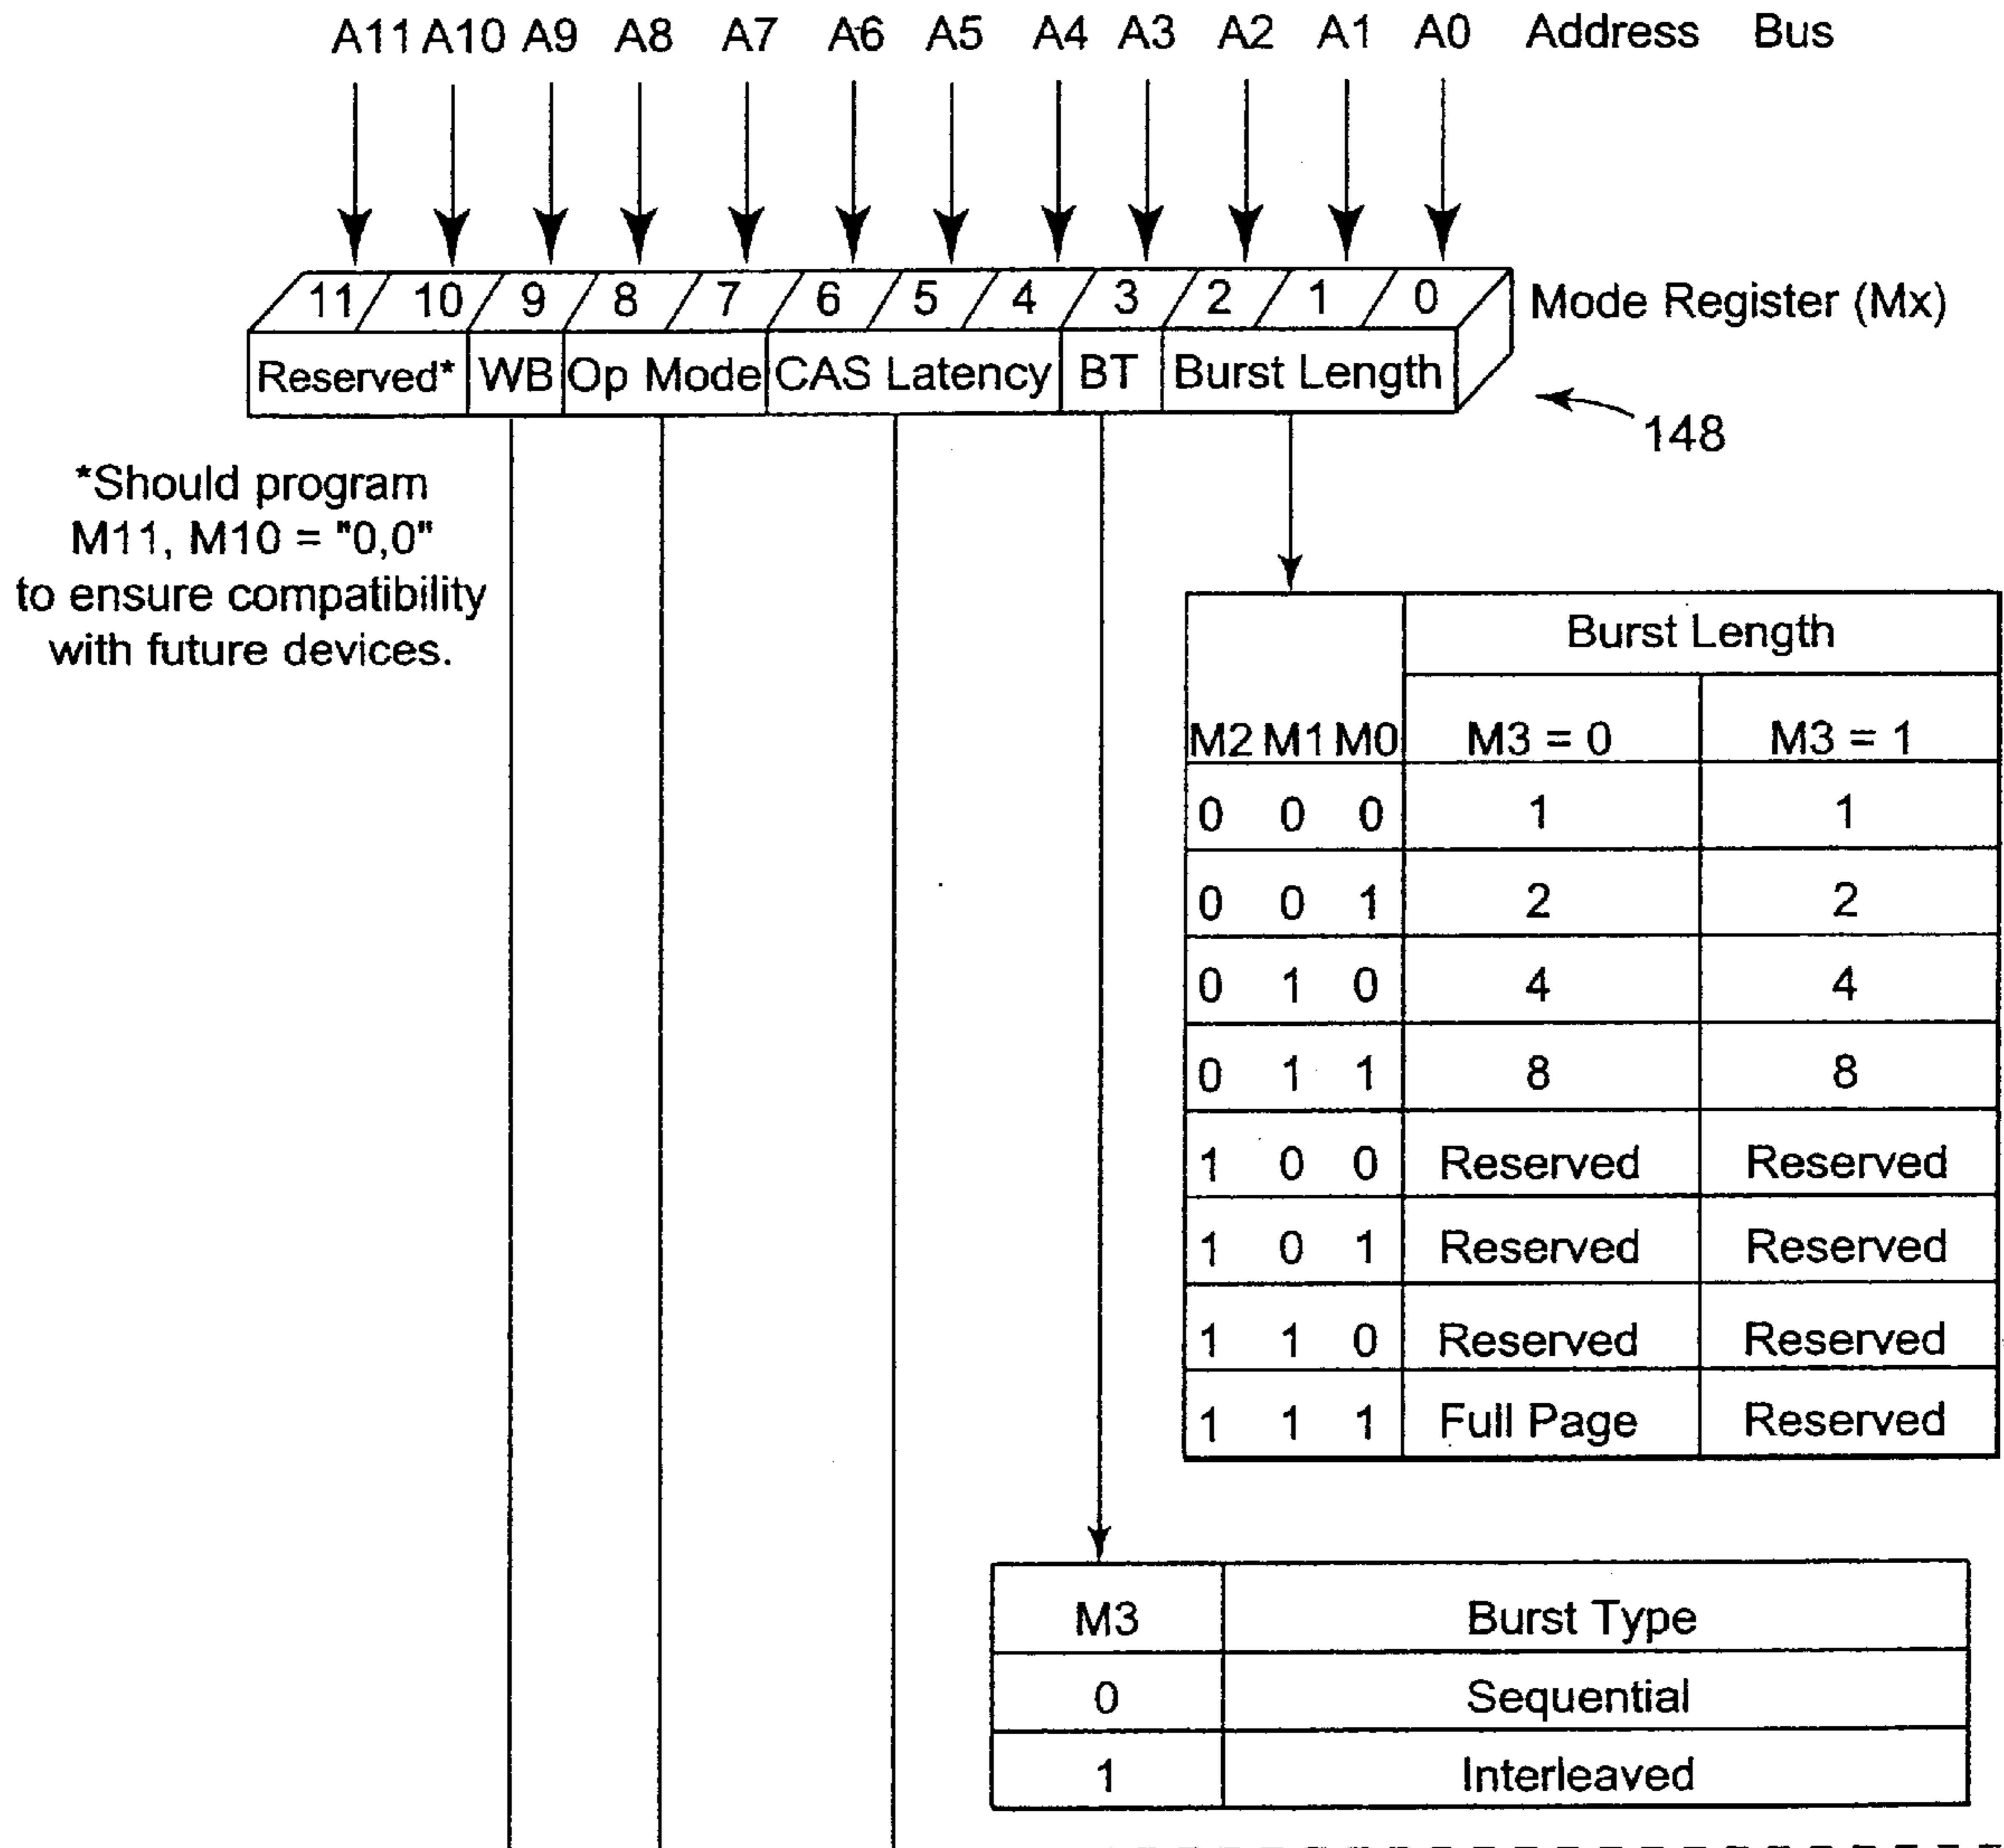 A11 A10 A9 A8 A7 A6 A5 A4 A3 A2 A1 A0 Address Bus
11 10 9 8 7 6 5 4 3 2 1 0 Mode Register (Mx)
Reserved* WB Op Mode CAS Latency BT Burst Length
148
*Should program
M11, M10 = "0,0"
to ensure compatibility
with future devices.
Burst Length
M2 M1 M0 M3 = 0 M3 = 1
0 0 0 1 1
0 0 1 2 2
0 1 0 4 4
0 1 1 8 8
1 0 0 Reserved Reserved
1 0 1 Reserved Reserved
1 1 0 Reserved Reserved
1 1 1 Full Page Reserved
M3 Burst Type
0 Sequential
1 Interleaved